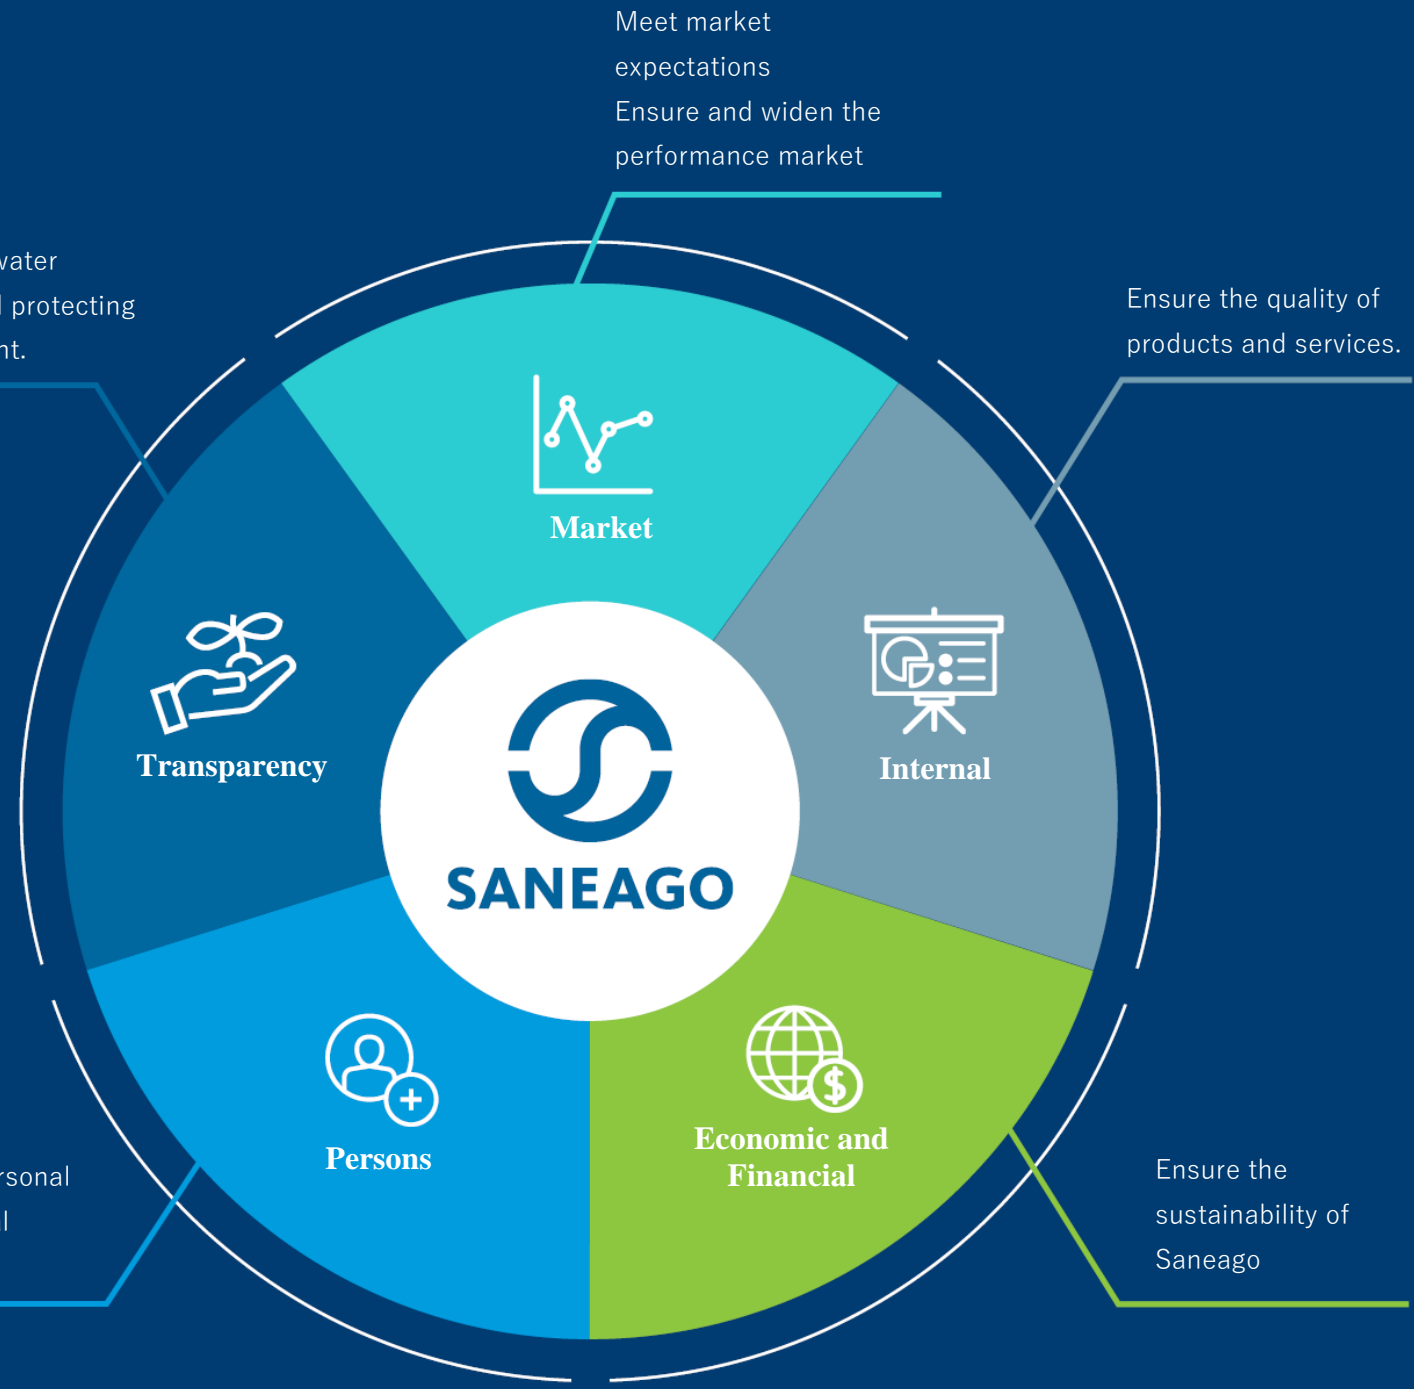 Meet market
expectations
Ensure and widen the
performance market
protecting
Ensure the quality of
products and services.
Market
Transparency
Internal
SANEAGO
Persons
Economic and
Financial
Ensure the
sustainability of
Saneago